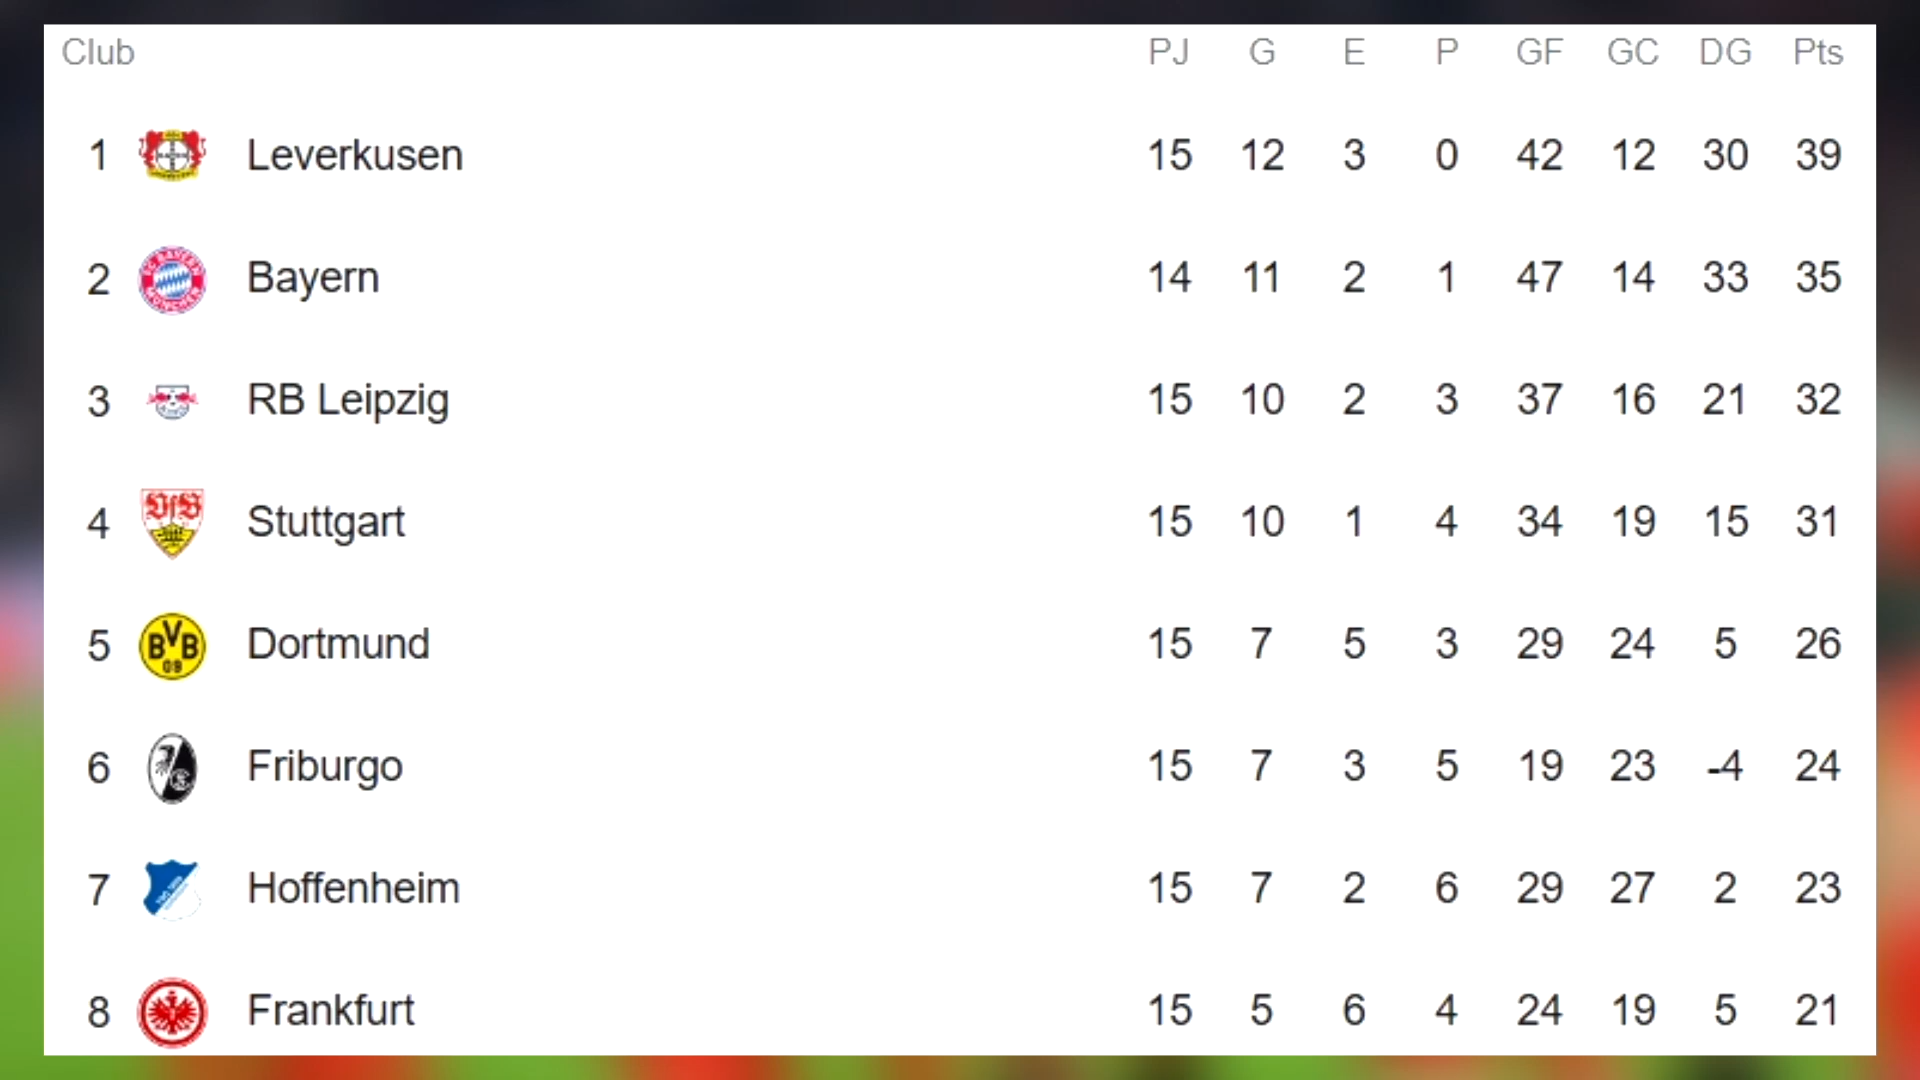 Club PJ G E P GF GC DG Pts
1 Leverkusen 15 12 3 0 42 12 30 39
2 Bayern 14 11 2 1 47 14 33 35
3 RB Leipzig 15 10 2 3 37 16 21 32
4 VfB Stuttgart 15 10 1 4 34 19 15 31
5 BVB 09 Dortmund 15 7 5 3 29 24 5 26
6 Friburgo 15 7 3 5 19 23 -4 24
7 Hoffenheim 15 7 2 6 29 27 2 23
8 Frankfurt 15 5 6 4 24 19 5 21